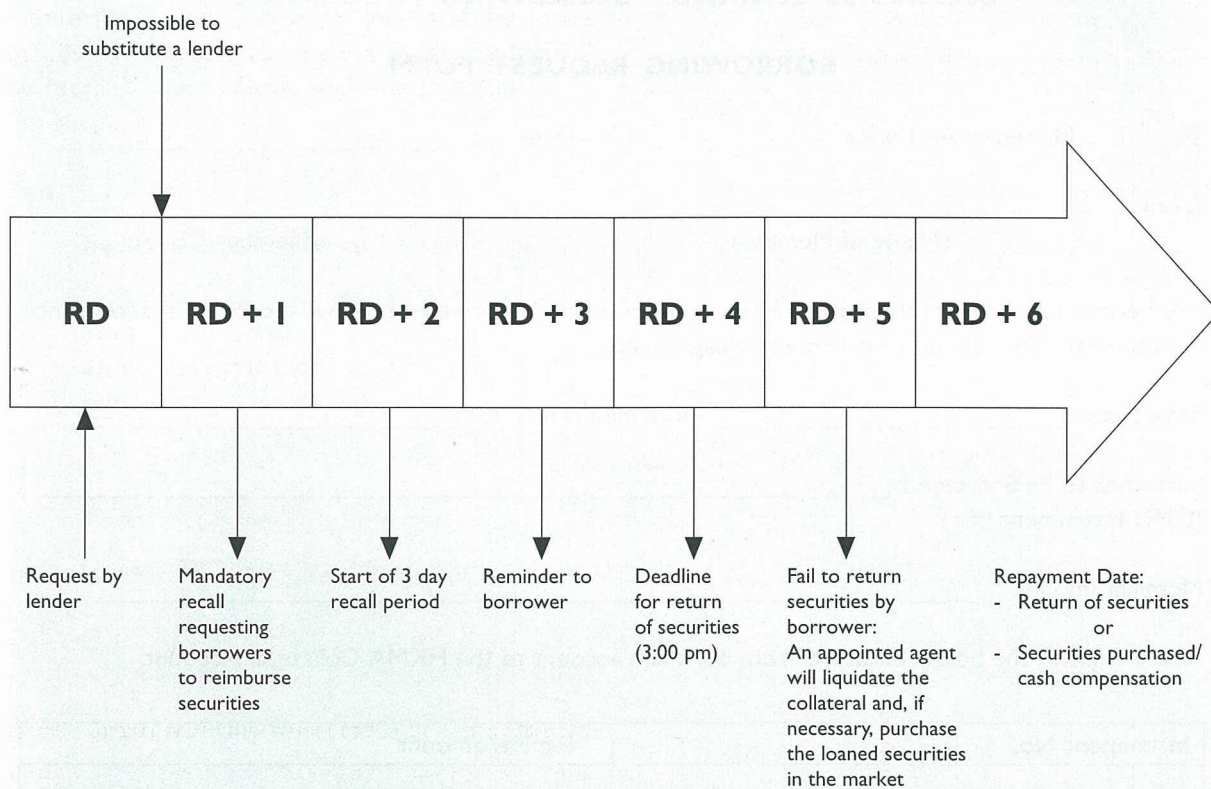 Impossible to
substitute a lender
RD
RD + 1
RD + 2
RD + 3
RD + 4
RD + 5
RD + 6
Request by
lender
Mandatory
recall
requesting
borrowers
to reimburse
securities
Start of 3 day
recall period
Reminder to
borrower
Deadline
for return
of securities
(3:00 pm)
Fail to return
securities by
borrower:
An appointed agent
will liquidate the
collateral and, if
necessary, purchase
the loaned securities
in the market
Repayment Date:
- Return of securities
or
- Securities purchased/
cash compensation
BORROWING REQUEST FORM
Instrument No.